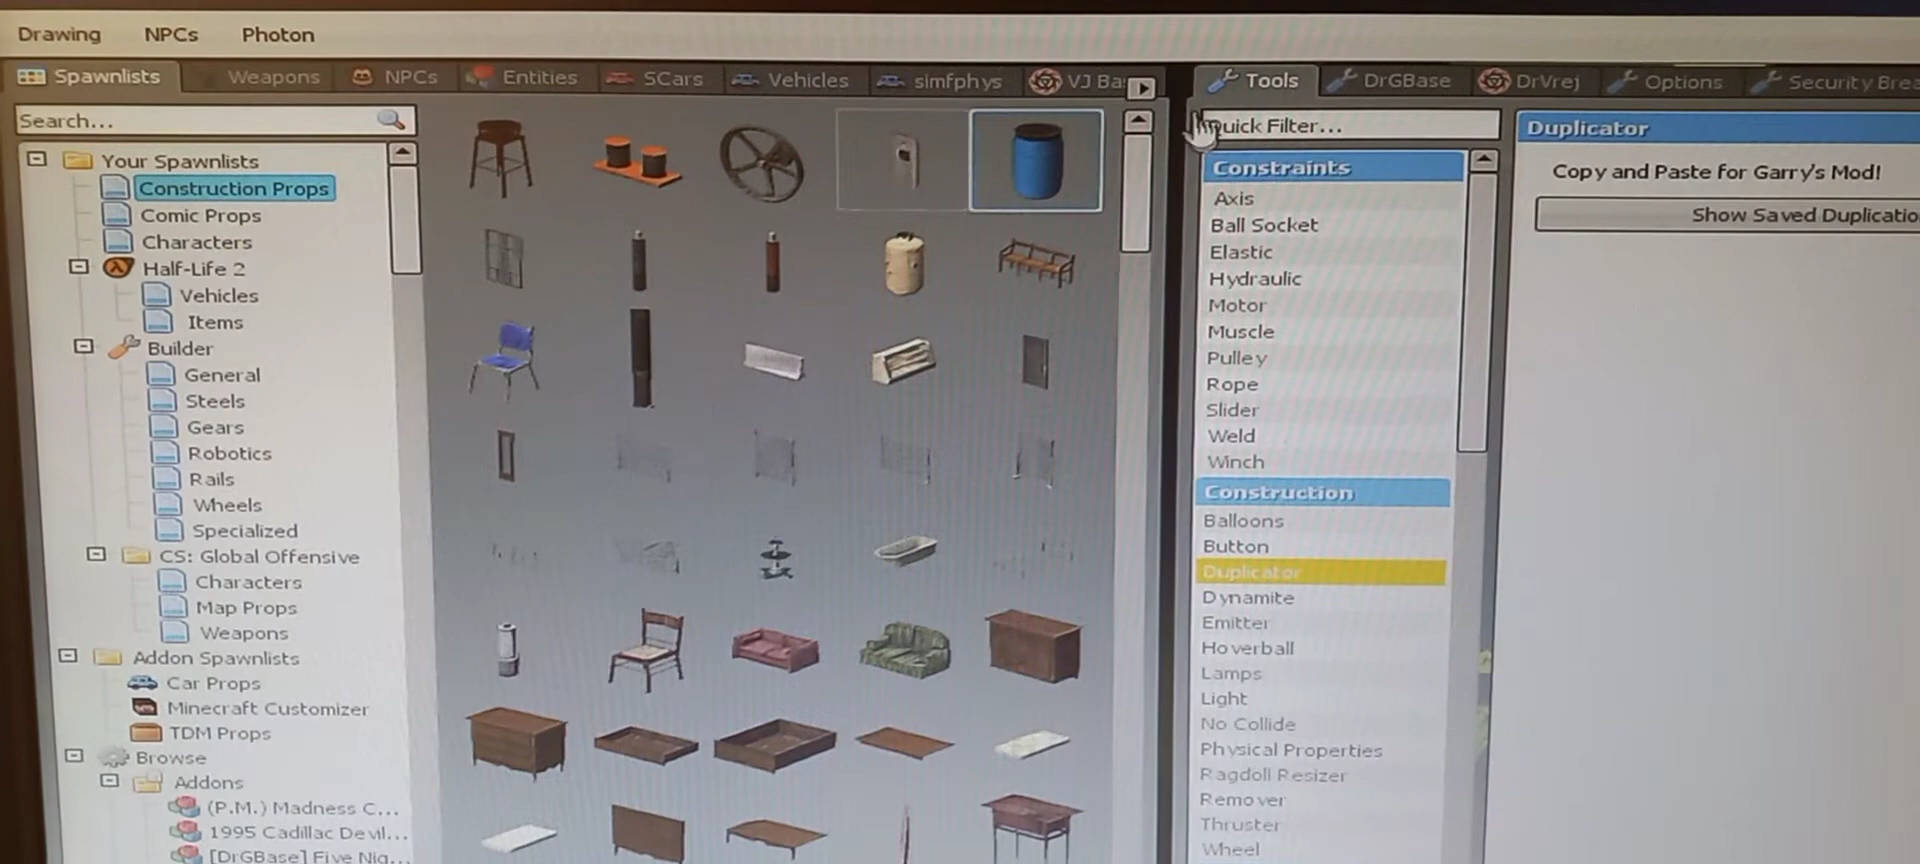 Drawing NPCs Photon
Spawnlists Weapons NPCs Entities SCars Vehicles simfphys VJ Ba
Search...
Your Spawnlists
Construction Props
Comic Props
Characters
Half-Life 2
Vehicles
Items
Builder
General
Steels
Gears
Robotics
Rails
Wheels
Specialized
CS: Global Offensive
Characters
Map Props
Weapons
Addon Spawnlists
Car Props
Minecraft Customizer
TDM Props
Browse
Addons
(P.M.) Madness C...
1995 Cadillac Devil...
[DrGBase] Five Nig...
Tools DrGBase DrVrej Options Security Brea
uick Filter...
Constraints
Axis
Ball Socket
Elastic
Hydraulic
Motor
Muscle
Pulley
Rope
Slider
Weld
Winch
Construction
Balloons
Button
Duplicator
Dynamite
Emitter
Hoverball
Lamps
Light
No Collide
Physical Properties
Ragdoll Resizer
Remover
Thruster
Wheel
Duplicator
Copy and Paste for Garry's Mod!
Show Saved Duplicatio